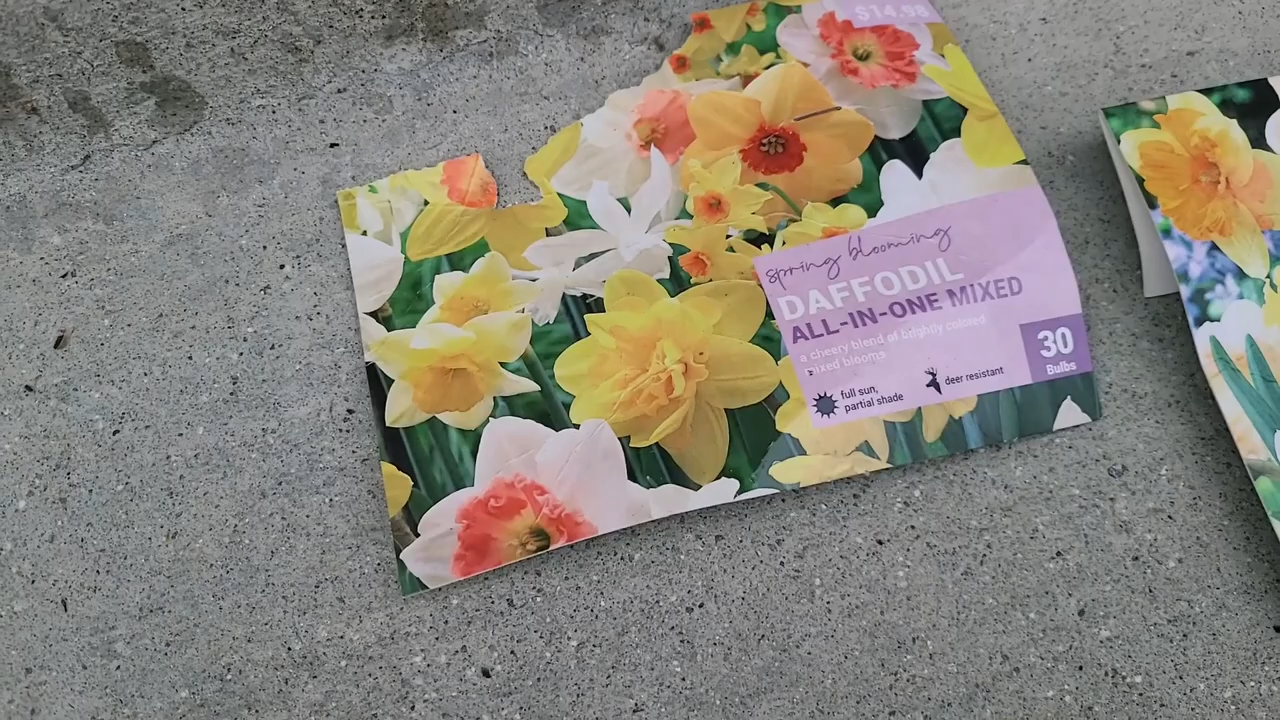 $14.98
spring blooming
DAFFODIL
ALL-IN-ONE MIXED
a cheery blend of brightly colored
mixed blooms
full sun,
partial shade
deer resistant
30
Bulbs